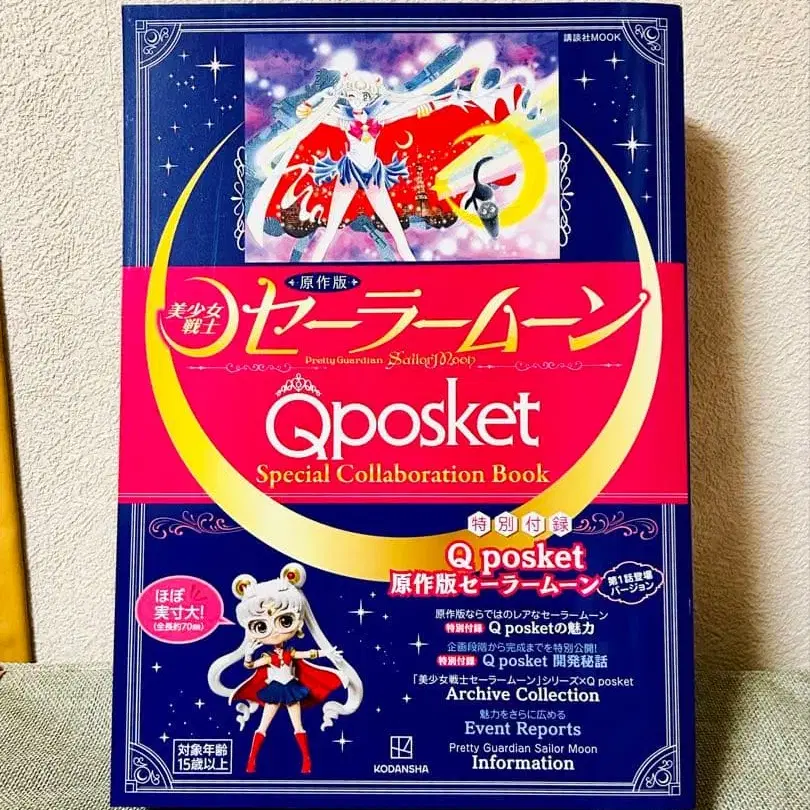 講談社MOOK
原作版
美少女
戦士
セーラームーン
Pretty Guardian Sailor Moon
Qposket
Special Collaboration Book
特別付録
Q posket
原作版セーラームーン
第1話登場
バージョン
ほぼ
実寸大!
(全長約70㎜)
原作版ならではのレアなセーラームーン
特別付録 Q posketの魅力
企画段階から完成までを特別公開!
特別付録 Q posket 開発秘話
「美少女戦士セーラームーン」シリーズ×Q posket
Archive Collection
魅力をさらに広める
Event Reports
Pretty Guardian Sailor Moon
Information
対象年齢
15歳以上
KODANSHA